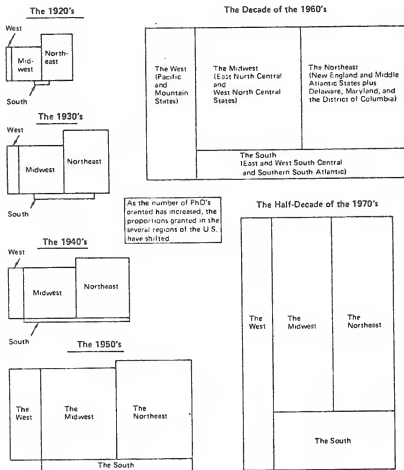 The 1920's
West
Mid-
west
North-
east
South
The 1930's
West
Midwest
Northeast
South
The 1940's
West
Midwest
Northeast
South
The 1950's
The
West
The
Midwest
The
Northeast
The South
The Decade of the 1960's
The West
(Pacific
and
Mountain
States)
The Midwest
(East North Central
and
West North Central
States)
The Northeast
(New England and Middle
Atlantic States plus
Delaware, Maryland, and
the District of Columbia)
The South
(East and West South Central
and Southern South Atlantic)
As the number of PhD's
granted has increased, the
proportions granted in the
several regions of the U.S.
have shifted
The Half-Decade of the 1970's
The
West
The
Midwest
The
Northeast
The South